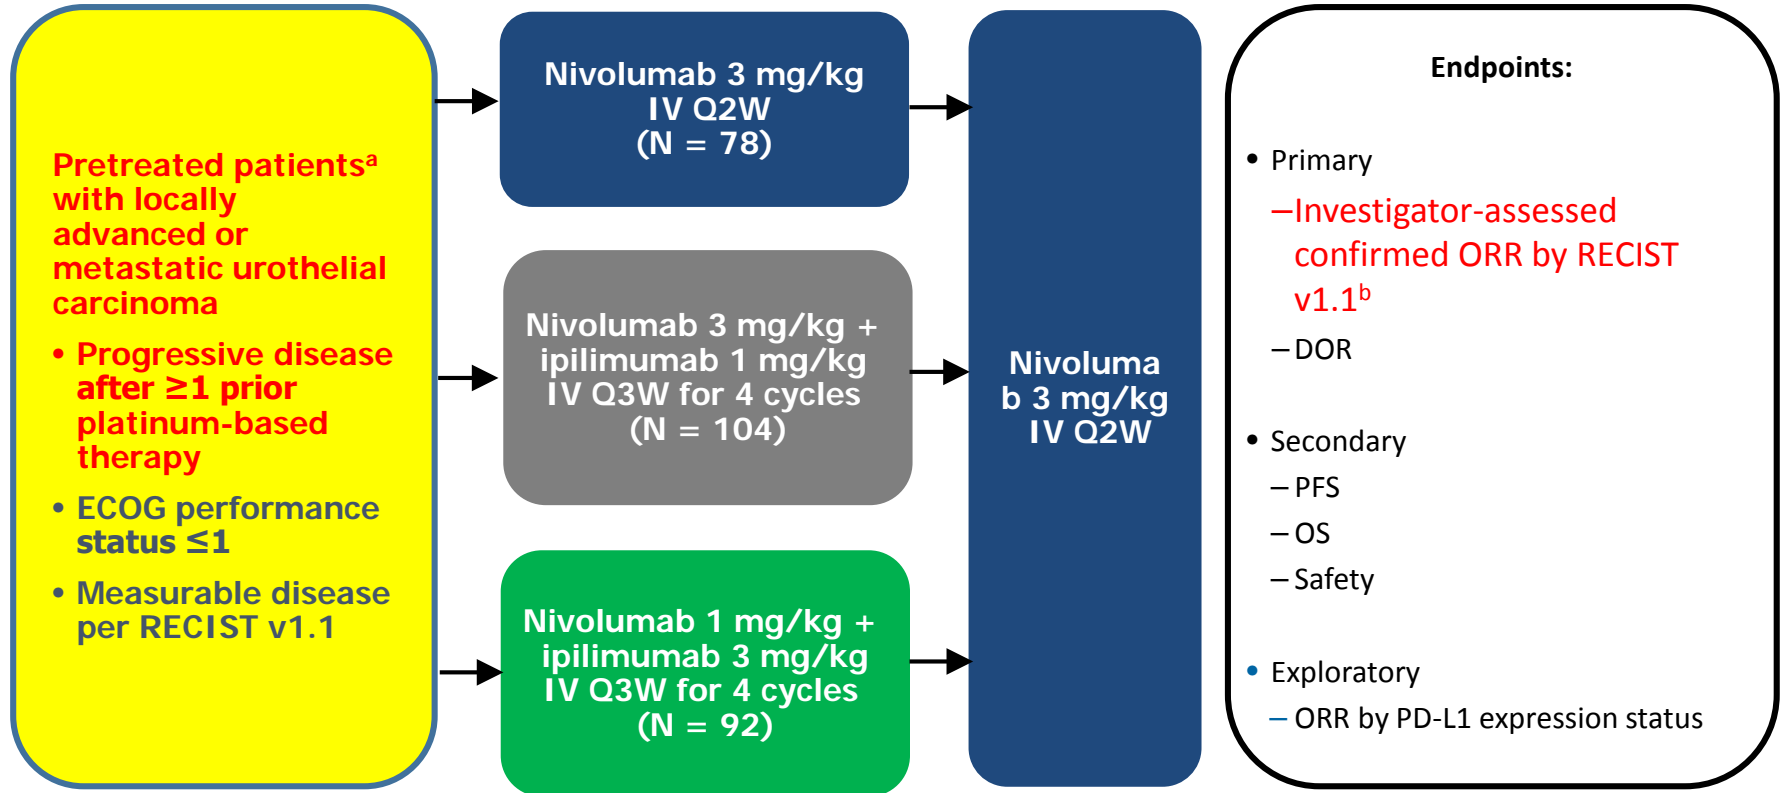 Pretreated patientsᵃ
with locally
advanced or
metastatic urothelial
carcinoma
• Progressive disease
after ≥1 prior
platinum-based
therapy
• ECOG performance
status ≤1
• Measurable disease
per RECIST v1.1
Nivolumab 3 mg/kg
IV Q2W
(N = 78)
Nivolumab 3 mg/kg +
ipilimumab 1 mg/kg
IV Q3W for 4 cycles
(N = 104)
Nivolumab 1 mg/kg +
ipilimumab 3 mg/kg
IV Q3W for 4 cycles
(N = 92)
Nivoluma
b 3 mg/kg
IV Q2W
Endpoints:
• Primary
–Investigator-assessed
confirmed ORR by RECIST
v1.1ᵇ
– DOR
• Secondary
– PFS
– OS
– Safety
• Exploratory
– ORR by PD-L1 expression status